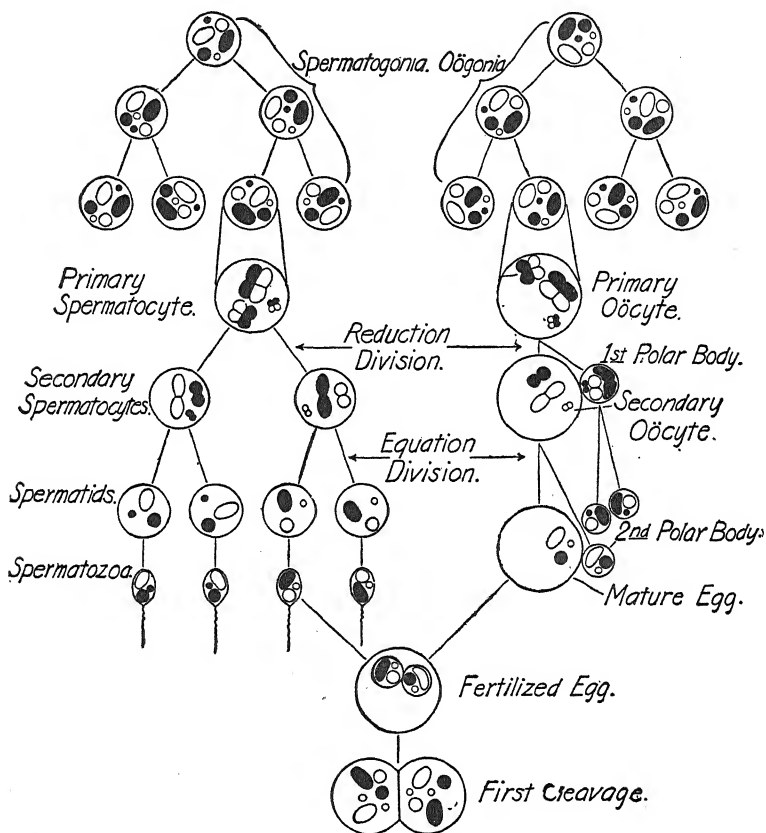 Spermatogonia. Oögonia
Primary
Spermatocyte.
Primary
Oöcyte.
Reduction
Division.
1st Polar Body.
Secondary
Spermatocytes.
Secondary
Oöcyte.
Equation
Division.
Spermatids.
2nd Polar Body.
Spermatozoa.
Mature Egg.
Fertilized Egg.
First Cleavage.